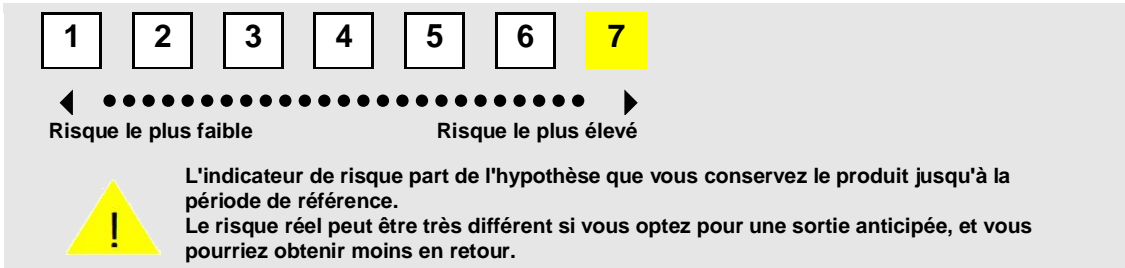 1 2 3 4 5 6 7
Risque le plus faible Risque le plus élevé
L'indicateur de risque part de l'hypothèse que vous conservez le produit jusqu'à la
période de référence.
Le risque réel peut être très différent si vous optez pour une sortie anticipée, et vous
pourriez obtenir moins en retour.
!